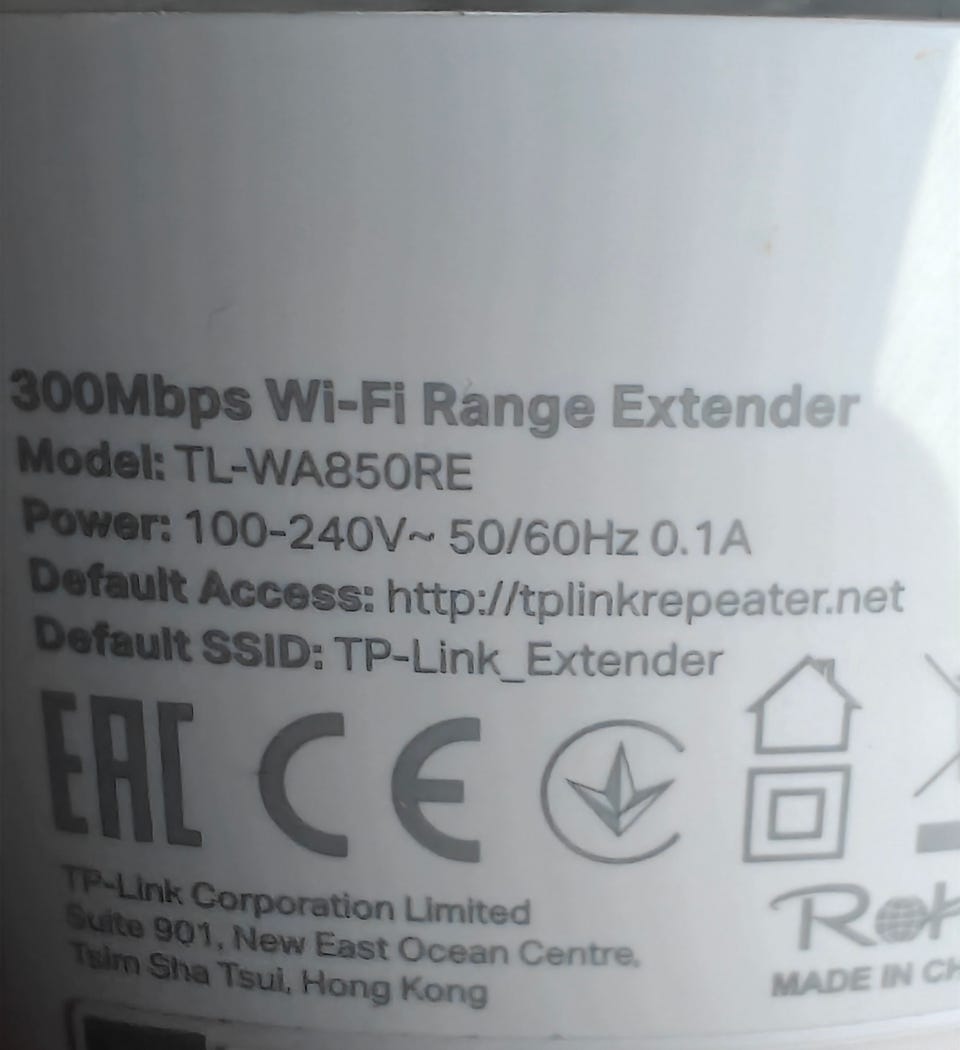 300Mbps Wi-Fi Range Extender
Model: TL-WA850RE
Power: 100-240V~ 50/60Hz 0.1A
Default Access: http://tplinkrepeater.net
Default SSID: TP-Link_Extender
EAC CE
TP-Link Corporation Limited
Suite 901, New East Ocean Centre,
Tsim Sha Tsui, Hong Kong
MADE IN